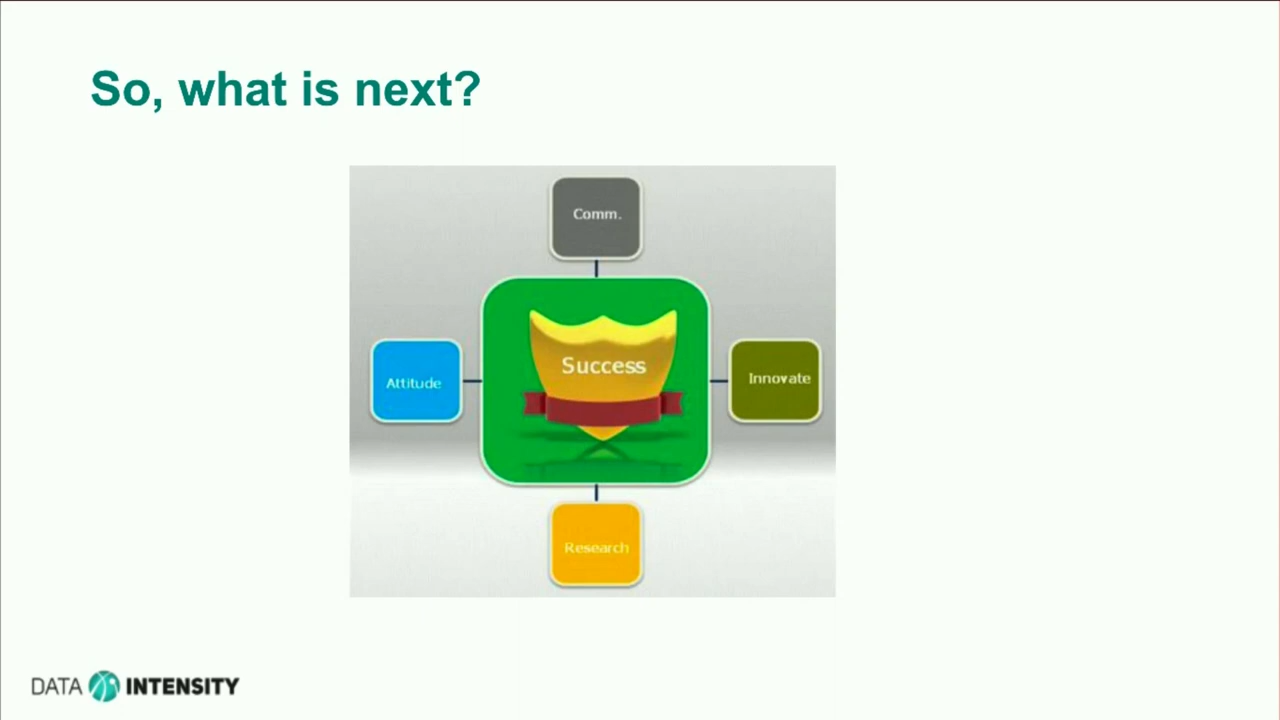 So, what is next?
Comm.
Success
Attitude
Innovate
Research
DATA INTENSITY